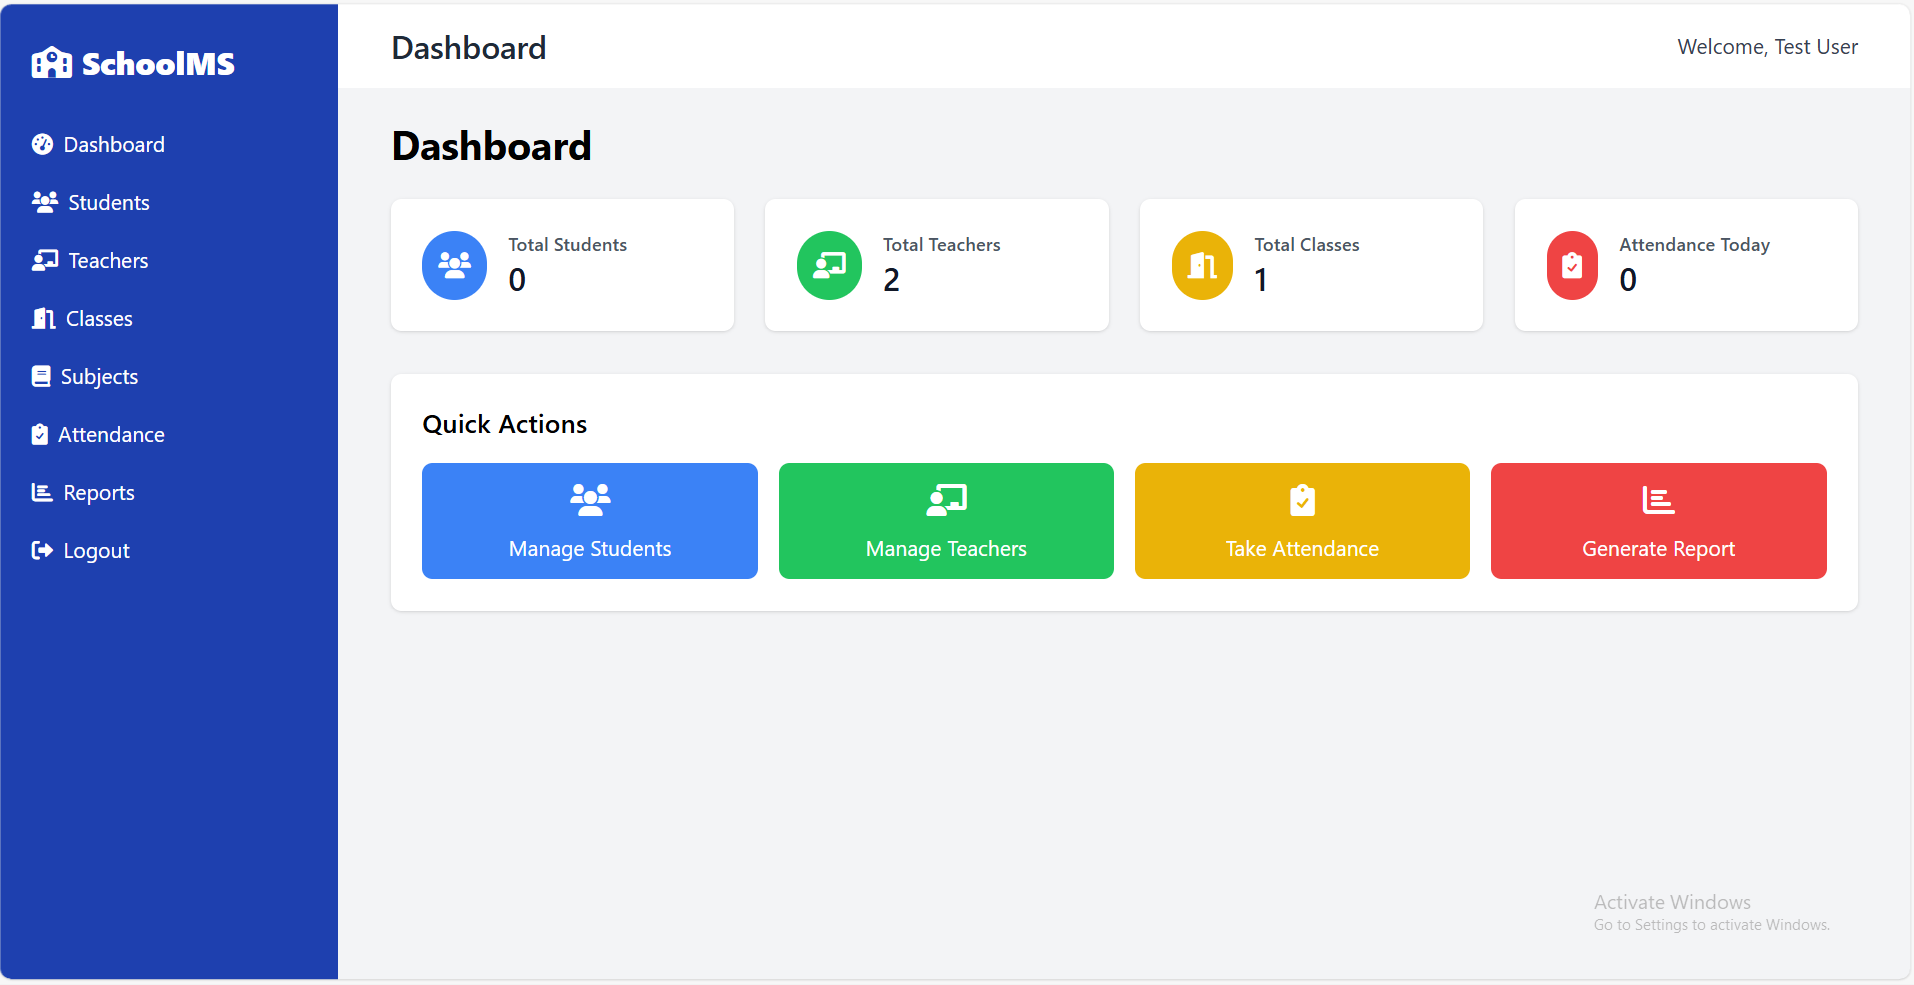 SchoolMS
Dashboard
Students
Teachers
Classes
Subjects
Attendance
Reports
Logout
Dashboard
Welcome, Test User
Dashboard
Total Students
0
Total Teachers
2
Total Classes
1
Attendance Today
0
Quick Actions
Manage Students
Manage Teachers
Take Attendance
Generate Report
Activate Windows
Go to Settings to activate Windows.